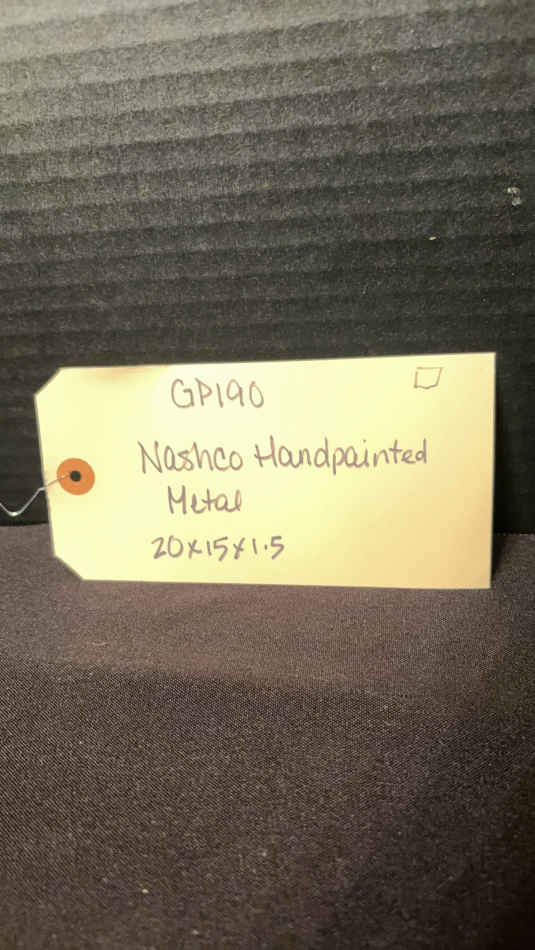 GP190
Nashco Handpainted
Metal
20x15x1.5